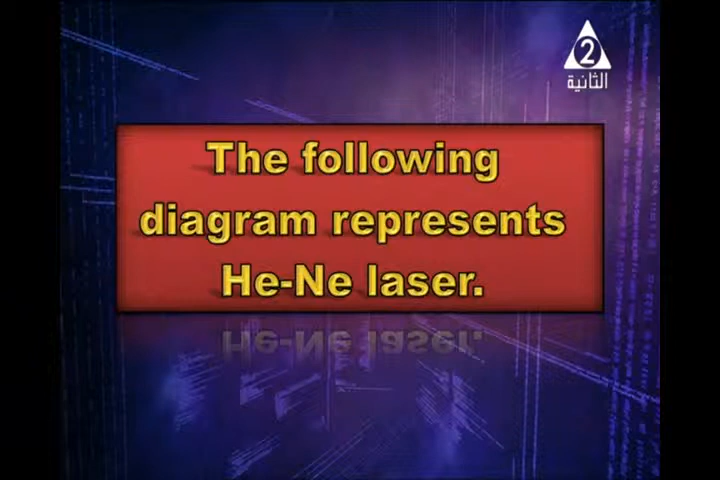 2
الثانية
The following
diagram represents
He-Ne laser.